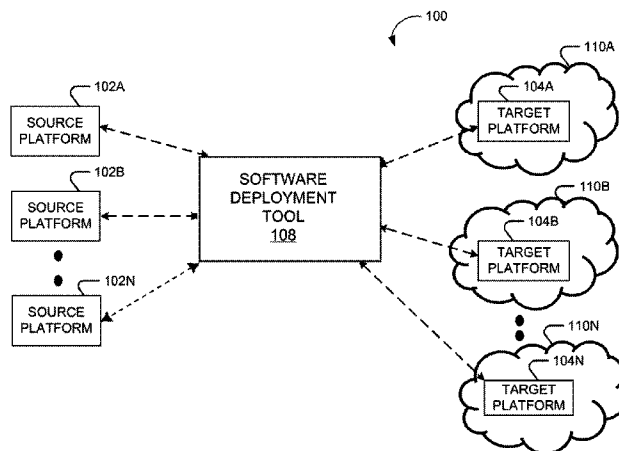 100
102A
SOURCE
PLATFORM
102B
SOURCE
PLATFORM
102N
SOURCE
PLATFORM
SOFTWARE
DEPLOYMENT
TOOL
108
110A
104A
TARGET
PLATFORM
110B
104B
TARGET
PLATFORM
110N
104N
TARGET
PLATFORM